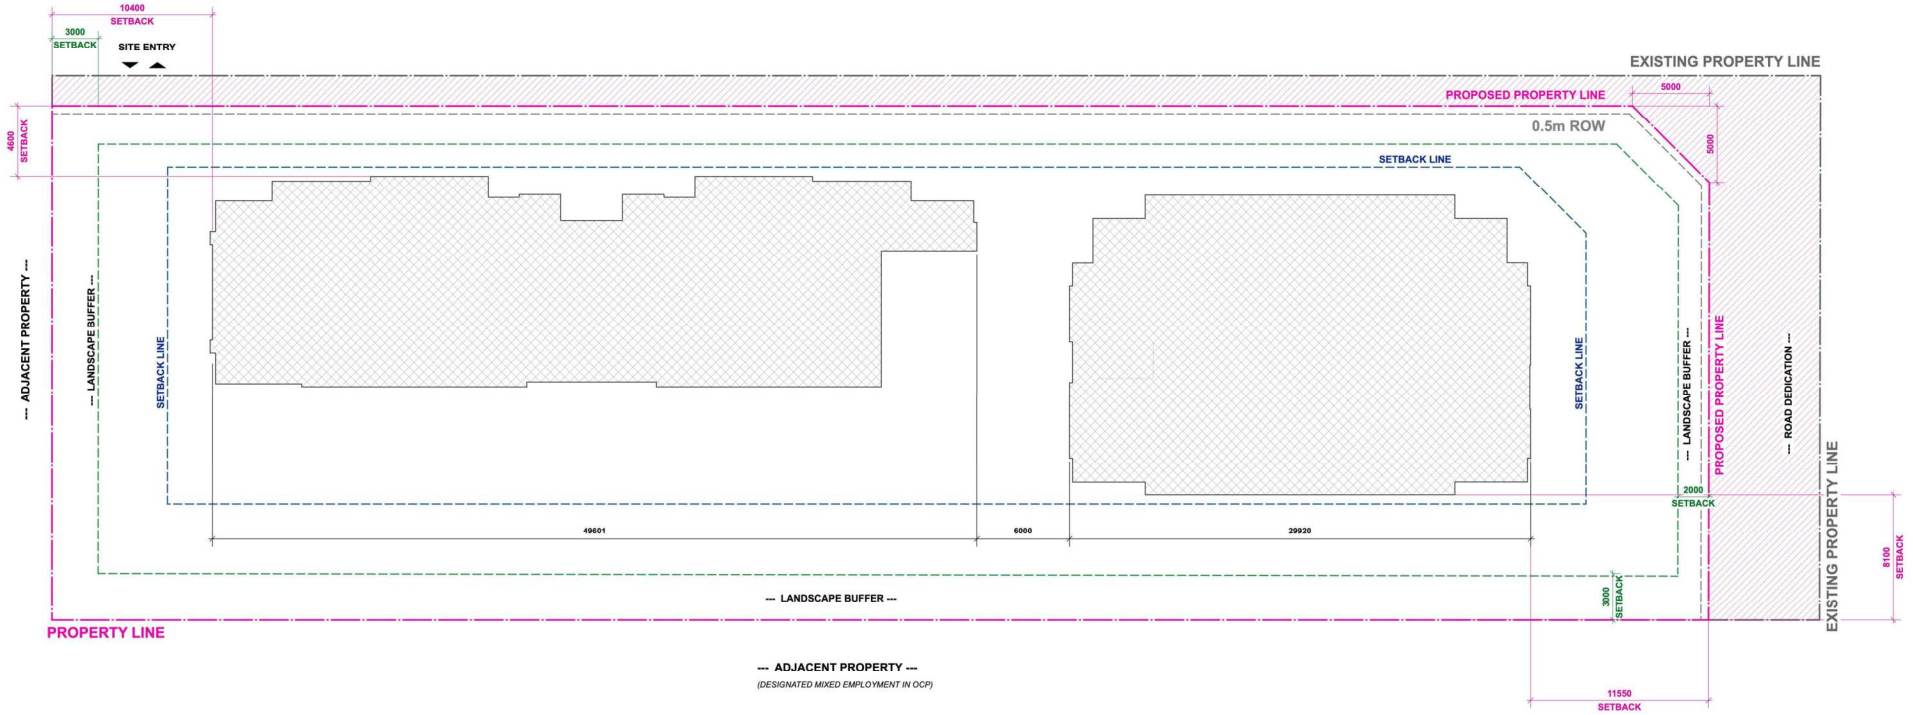 10400
SETBACK
3000
SETBACK
SITE ENTRY
EXISTING PROPERTY LINE
5000
PROPOSED PROPERTY LINE
0.5m ROW
5000
4600
SETBACK
SETBACK LINE
--- ADJACENT PROPERTY ---
--- LANDSCAPE BUFFER ---
SETBACK LINE
SETBACK LINE
--- LANDSCAPE BUFFER ---
PROPOSED PROPERTY LINE
--- ROAD DEDICATION ---
EXISTING PROPERTY LINE
2000
SETBACK
49601
6000
29920
8100
SETBACK
--- LANDSCAPE BUFFER ---
3000
SETBACK
PROPERTY LINE
--- ADJACENT PROPERTY ---
(DESIGNATED MIXED EMPLOYMENT IN OCP)
11550
SETBACK